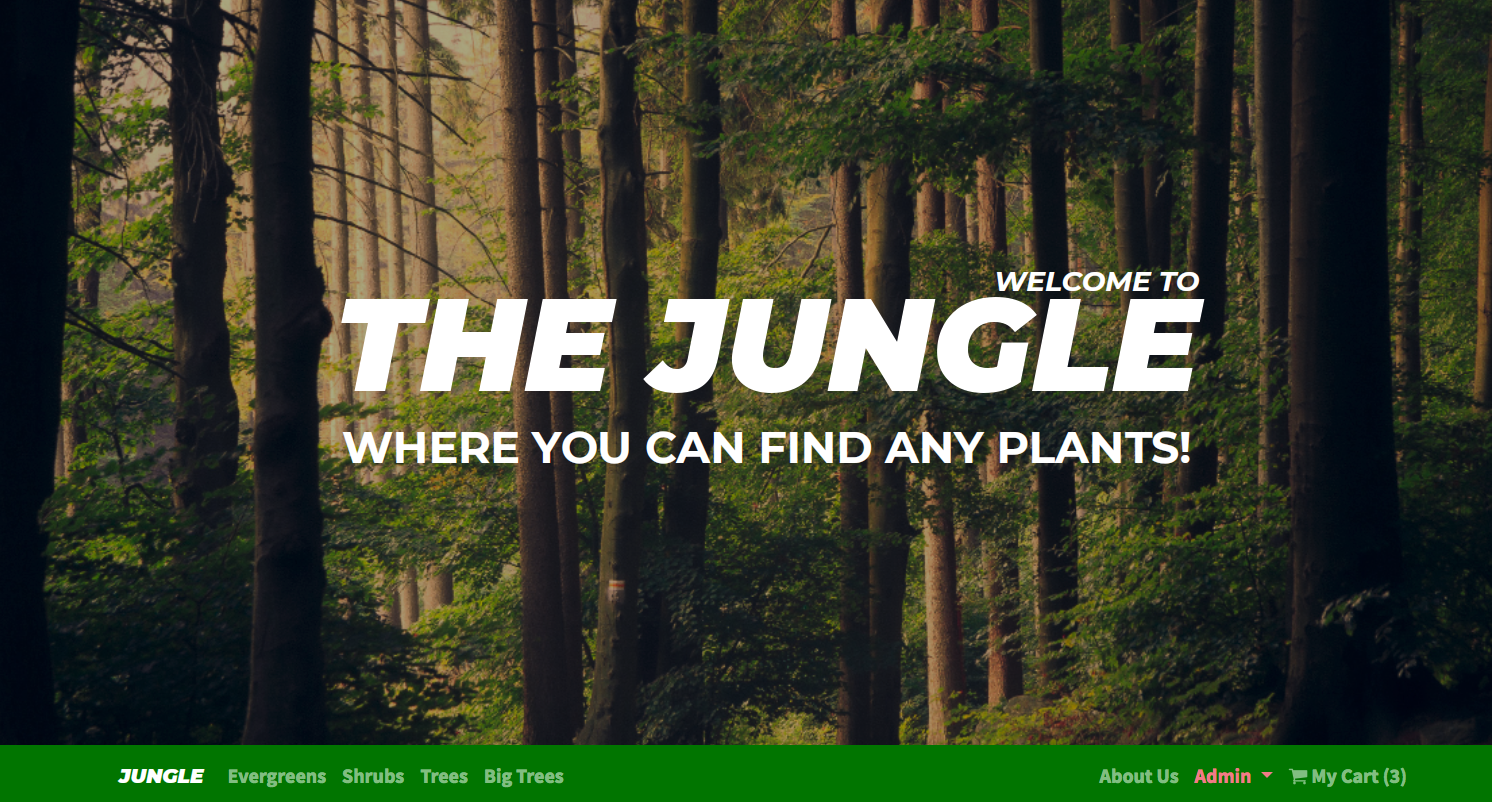 WELCOME TO
THE JUNGLE
WHERE YOU CAN FIND ANY PLANTS!
JUNGLE Evergreens Shrubs Trees Big Trees About Us Admin My Cart (3)